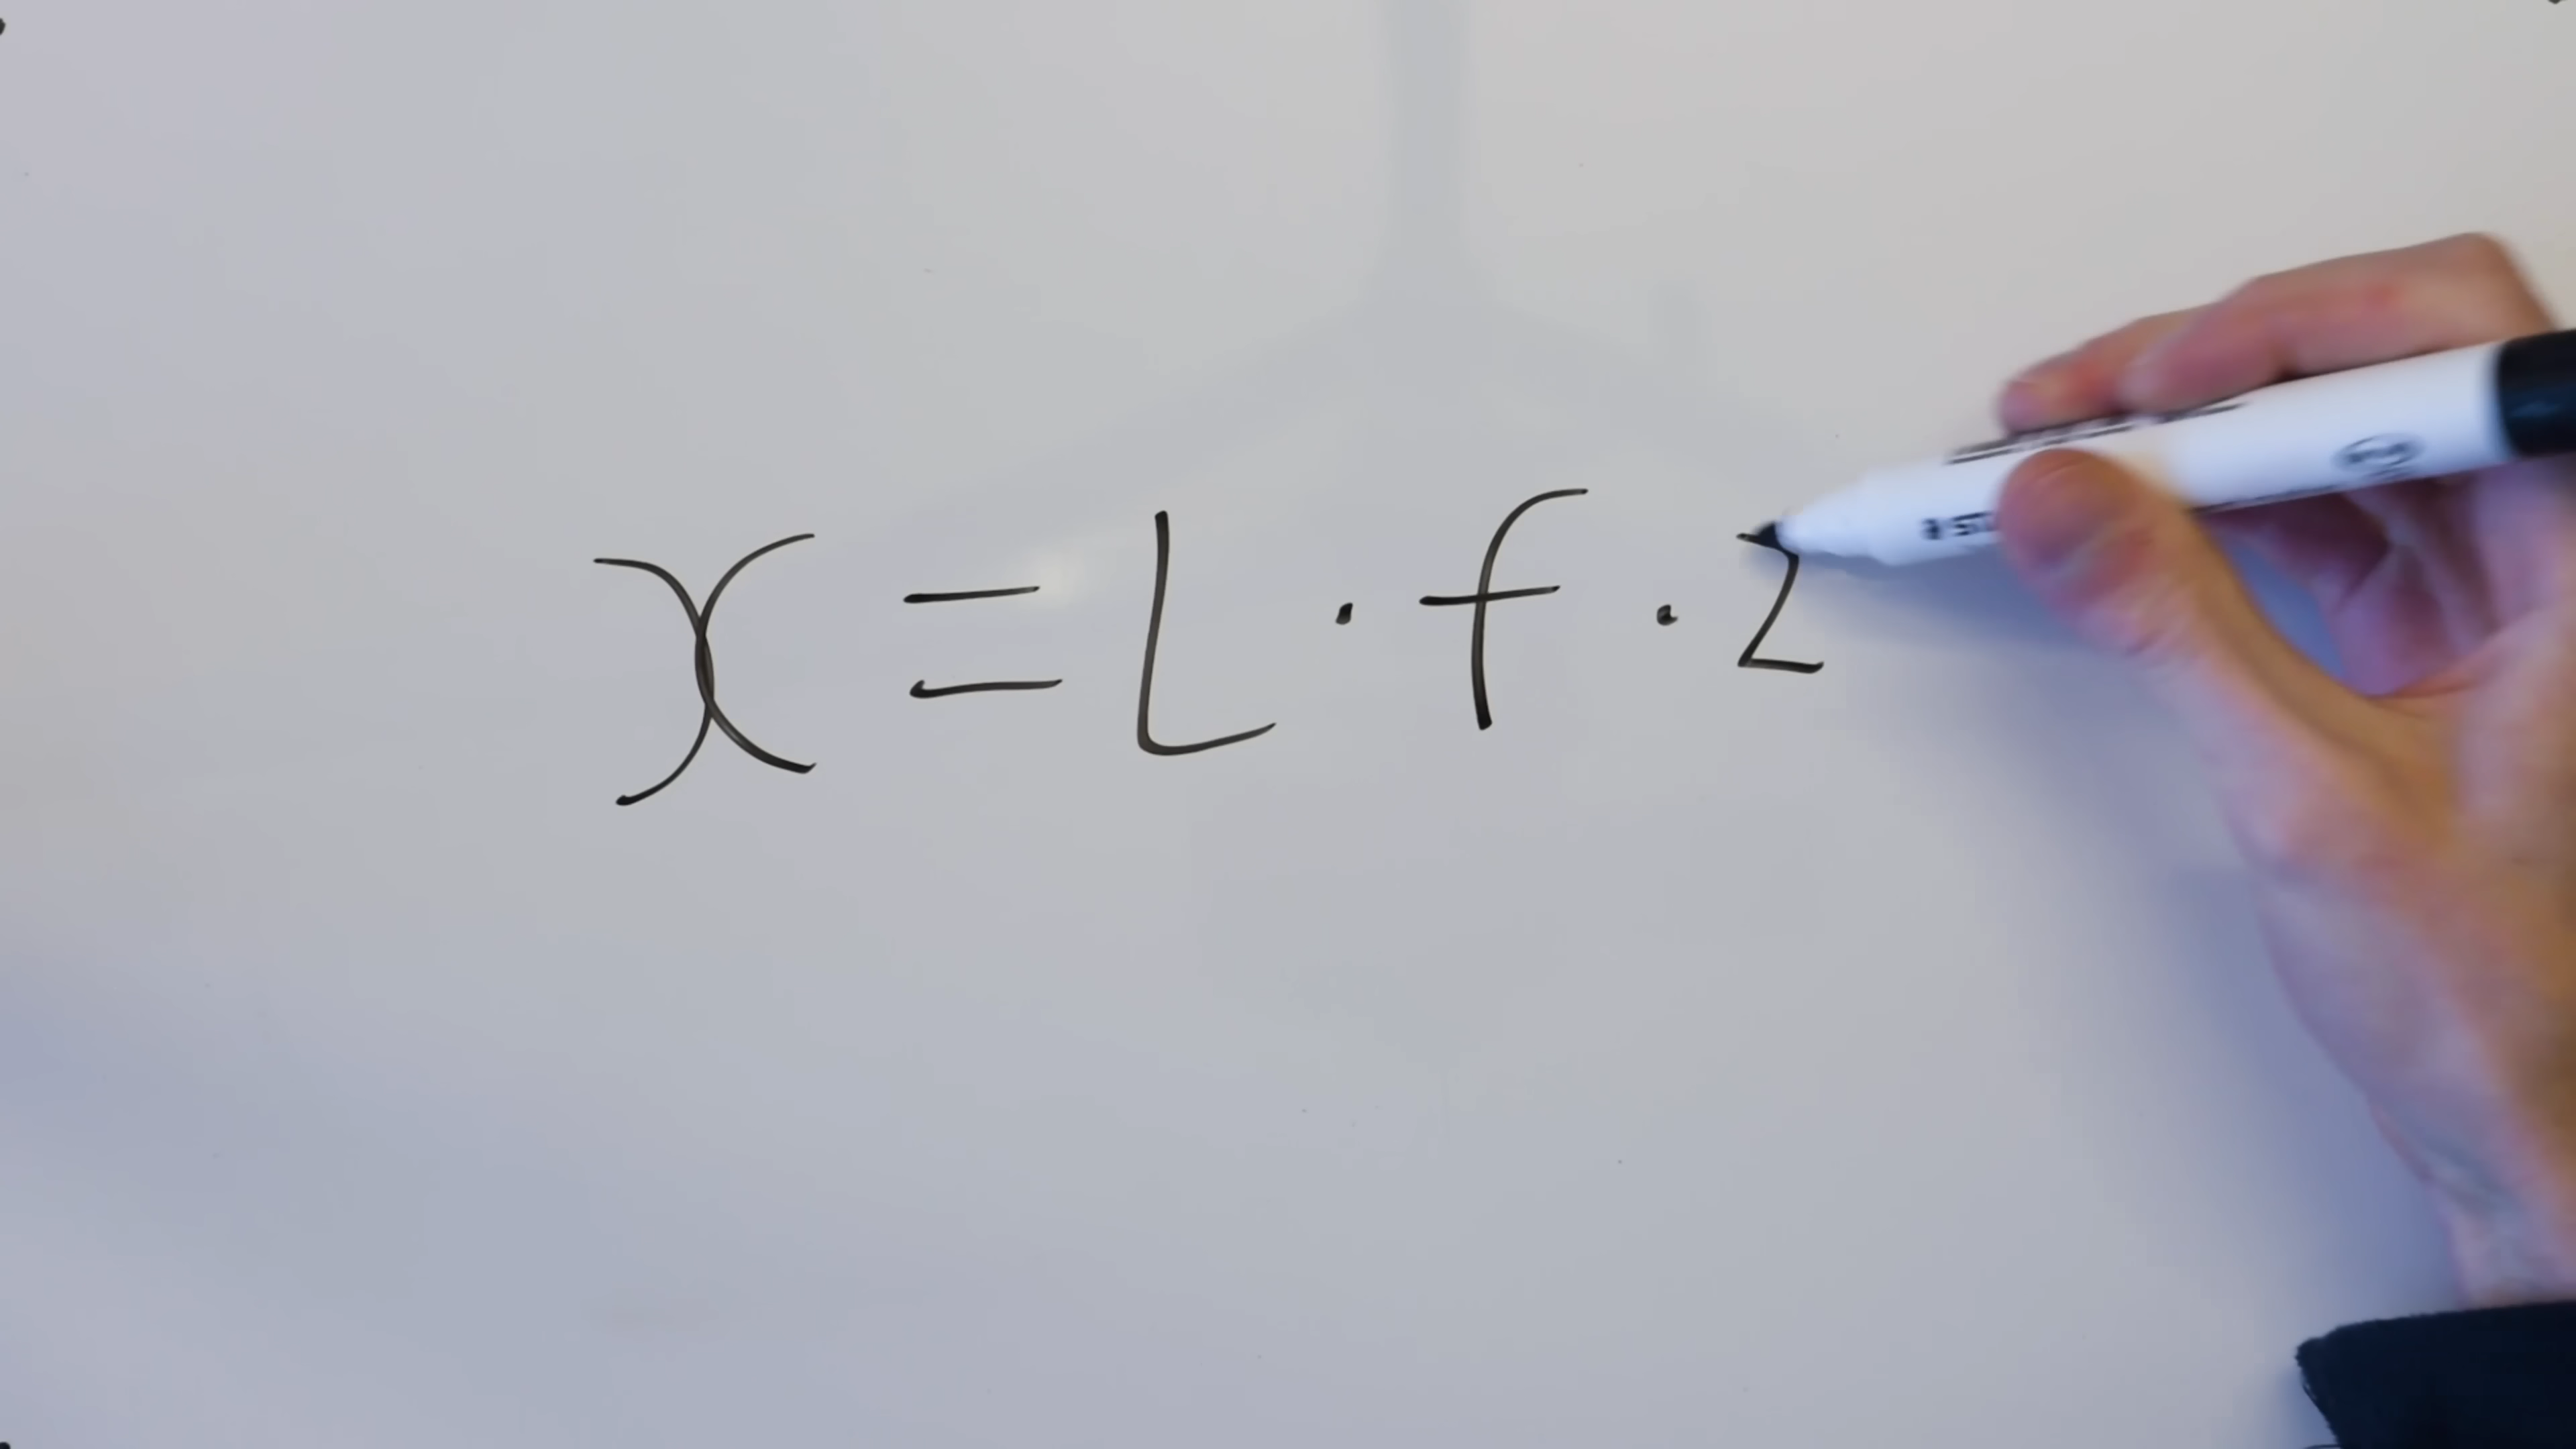 x = L · f · 2